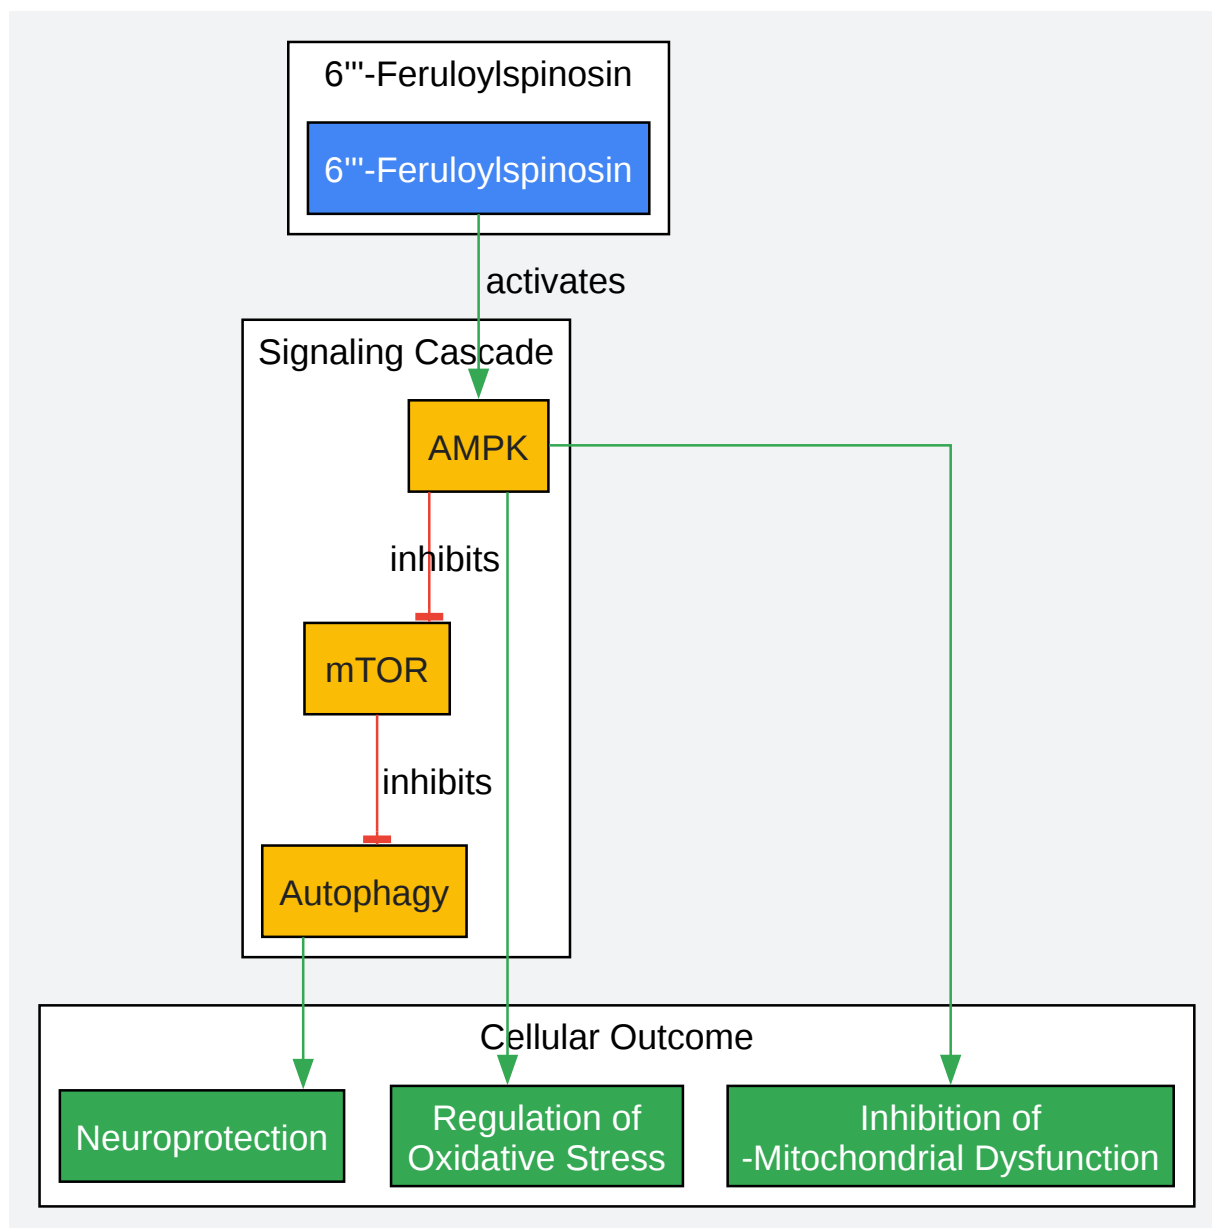 6'''-Feruloylspinosin
6'''-Feruloylspinosin
activates
Signaling Cascade
AMPK
inhibits
mTOR
inhibits
Autophagy
Cellular Outcome
Neuroprotection
Regulation of
Oxidative Stress
Inhibition of
-Mitochondrial Dysfunction